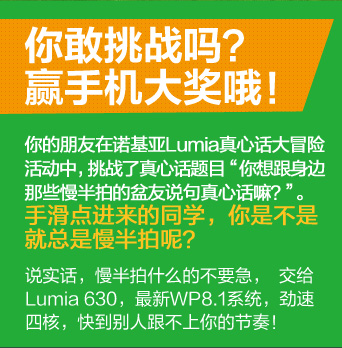 你敢挑战吗？
赢手机大奖哦！
你的朋友在诺基亚Lumia真心话大冒险
活动中，挑战了真心话题目“你想跟身边
那些慢半拍的盆友说句真心话嘛？”。
手滑点进来的同学，你是不是
就总是慢半拍呢？
说实话，慢半拍什么的不要急， 交给
Lumia 630，最新WP8.1系统，劲速
四核，快到别人跟不上你的节奏！